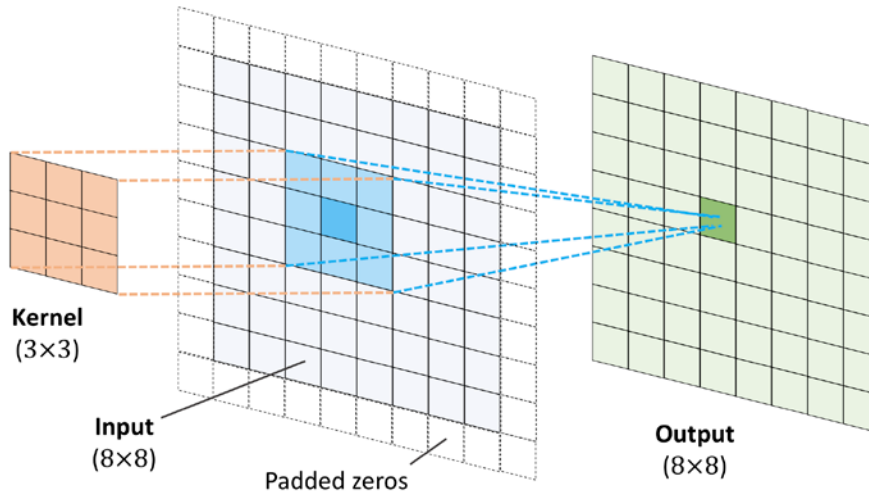 Kernel
(3×3)
Input
(8×8)
Padded zeros
Output
(8×8)